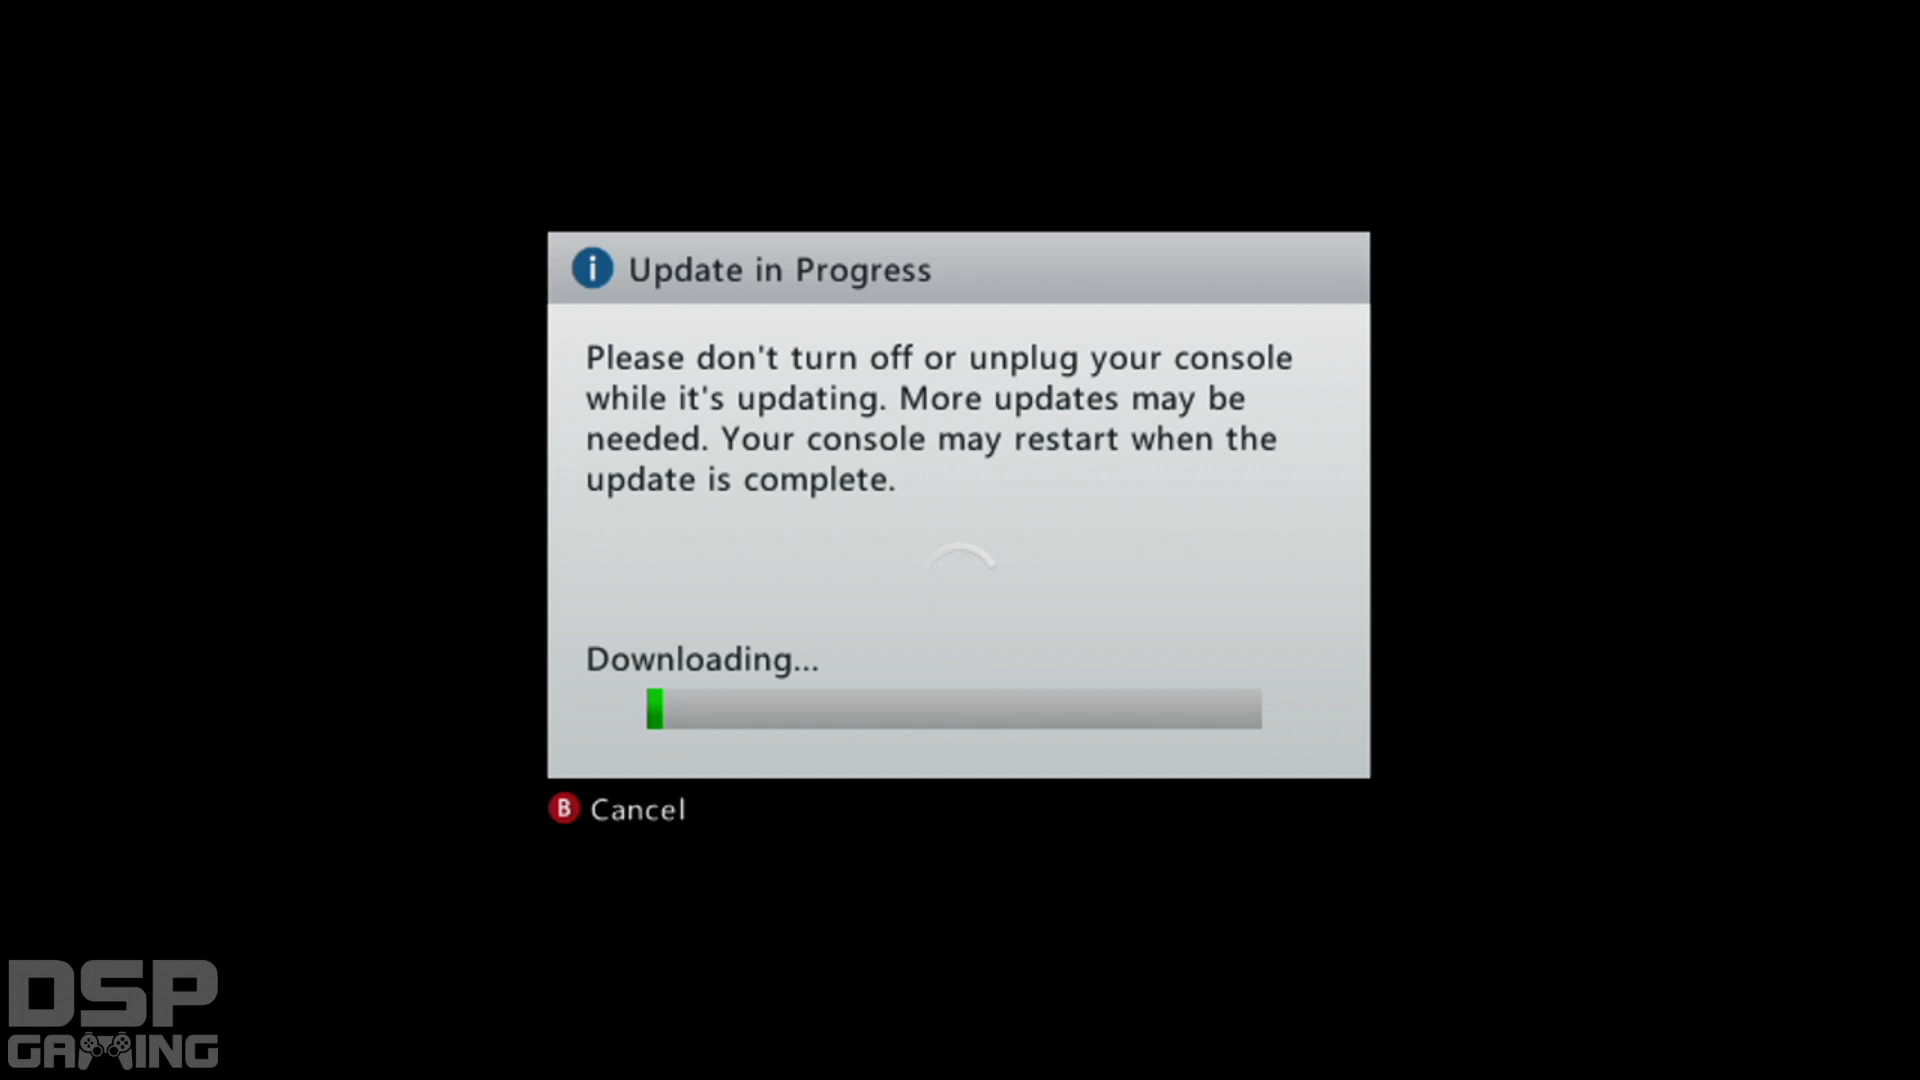 i Update in Progress
Please don't turn off or unplug your console
while it's updating. More updates may be
needed. Your console may restart when the
update is complete.
Downloading...
B Cancel
DSP
GAMING